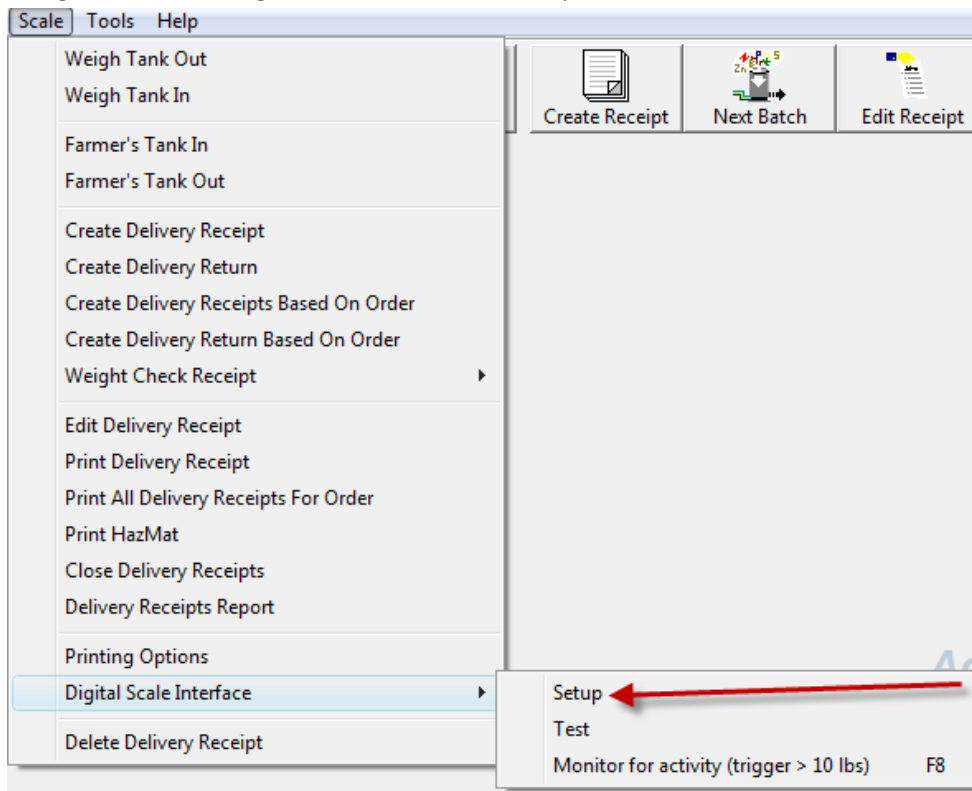 Scale Tools Help
Create Receipt Next Batch Edit Receipt
Weigh Tank Out
Weigh Tank In
Farmer's Tank In
Farmer's Tank Out
Create Delivery Receipt
Create Delivery Return
Create Delivery Receipts Based On Order
Create Delivery Return Based On Order
Weight Check Receipt
Edit Delivery Receipt
Print Delivery Receipt
Print All Delivery Receipts For Order
Print HazMat
Close Delivery Receipts
Delivery Receipts Report
Printing Options
Digital Scale Interface
Delete Delivery Receipt
Setup
Test
Monitor for activity (trigger > 10 lbs) F8